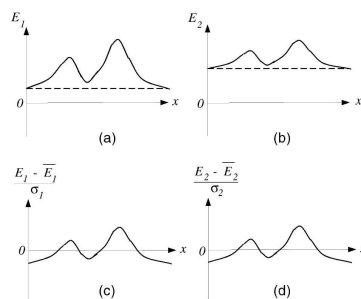 E₁
E₂
0
x
0
x
(a)
(b)
E₁ - E̅₁
σ₁
E₂ - E̅₂
σ₂
0
x
0
(c)
(d)